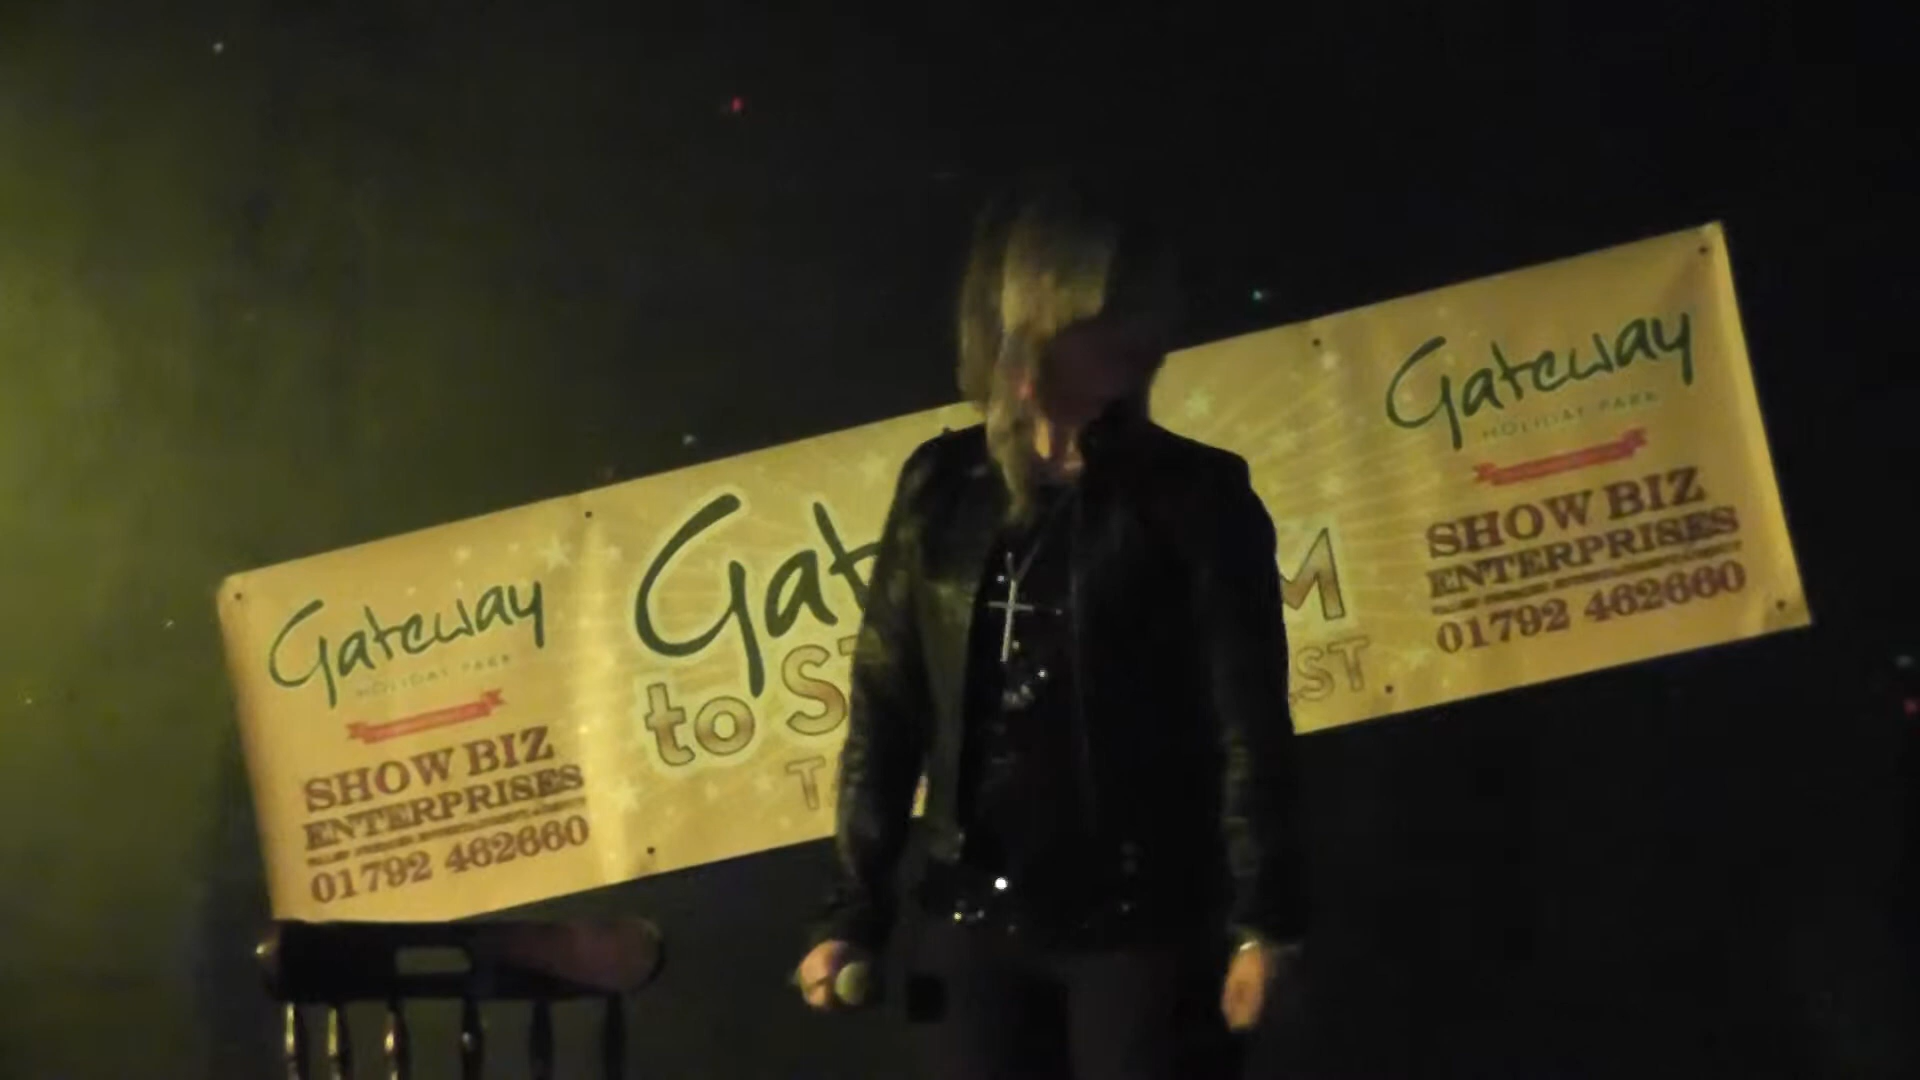 Gateway
HOLIDAY PARK
SHOW BIZ
ENTERPRISES
01792 462660
Gat
to ST
T
M
ST
Gateway
HOLIDAY PARK
SHOW BIZ
ENTERPRISES
01792 462660